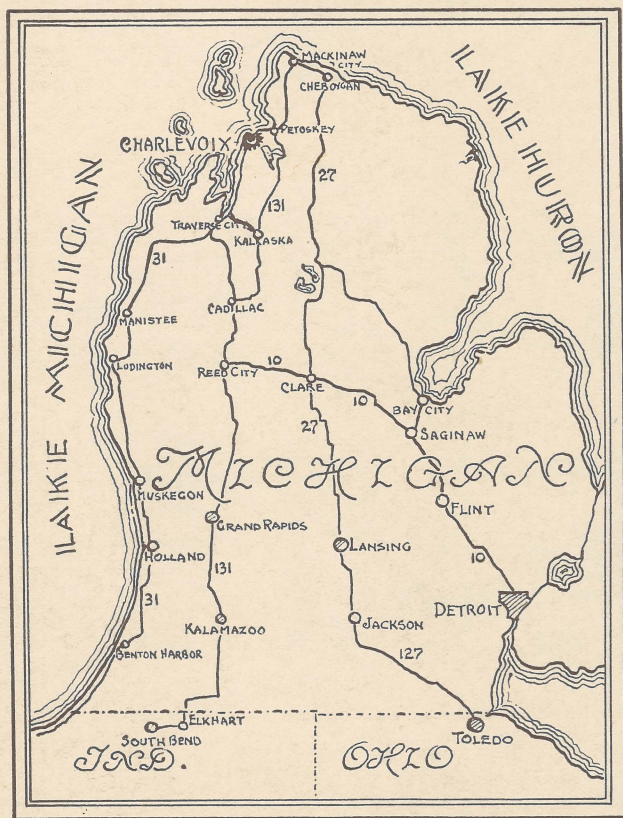 MACKINAW
CITY
CHEBOYGAN
LAKE HURON
PETOSKEY
CHARLEVOIX
27
131
TRAVERSE CITY
KALKASKA
31
LAKE MICHIGAN
CADILLAC
MANISTEE
LUDINGTON
REED CITY
10
CLARE
10
BAY CITY
27
SAGINAW
MICHIGAN
MUSKEGON
FLINT
GRAND RAPIDS
HOLLAND
LANSING
10
131
31
DETROIT
KALAMAZOO
JACKSON
BENTON HARBOR
127
ELKHART
SOUTH BEND
TOLEDO
IND.
OHIO